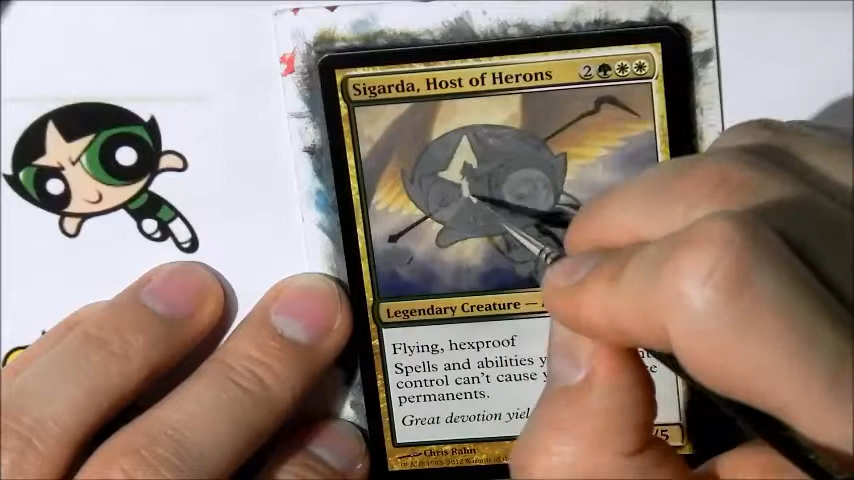 Sigarda, Host of Herons 2
Legendary Creature —
Flying, hexproof
Spells and abilities
control can't cause
permanents.
Great devotion
/5
Chris Rahn